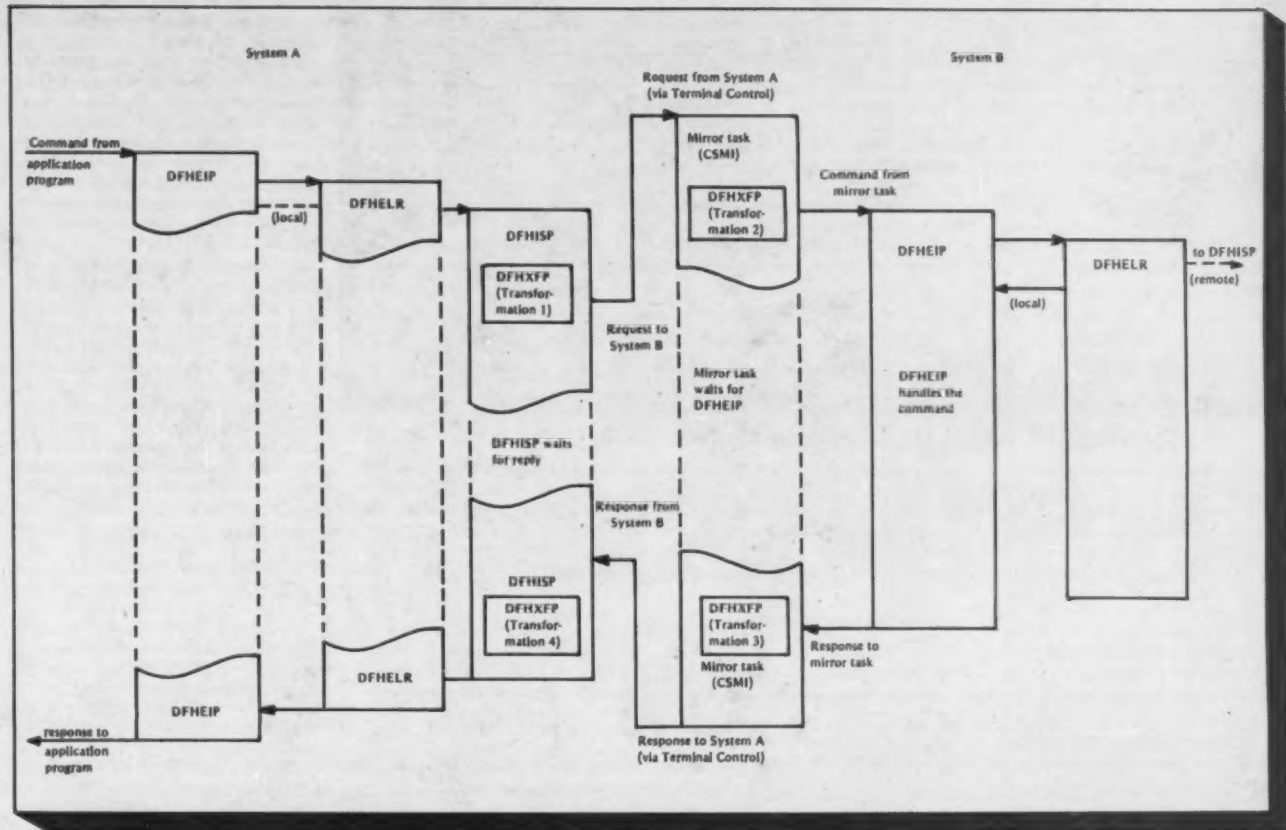 System A
System B
Request from System A
(via Terminal Control)
Command from
application
program
DFHEIP
(local)
DFHELR
DFHISP
DFHXFP
(Transfor-
mation 1)
Request to
System B
Mirror task
(CSMI)
DFHXFP
(Transfor-
mation 2)
Command from
mirror task
DFHEIP
DFHELR
to DFHISP
(remote)
(local)
Mirror task
waits for
DFHEIP
DFHEIP
handles the
command
DFHISP waits
for reply
Response from
System B
DFHISP
DFHXFP
(Transfor-
mation 4)
DFHXFP
(Transfor-
mation 3)
Mirror task
(CSMI)
Response to
mirror task
DFHELR
DFHEIP
response to
application
program
Response to System A
(via Terminal Control)